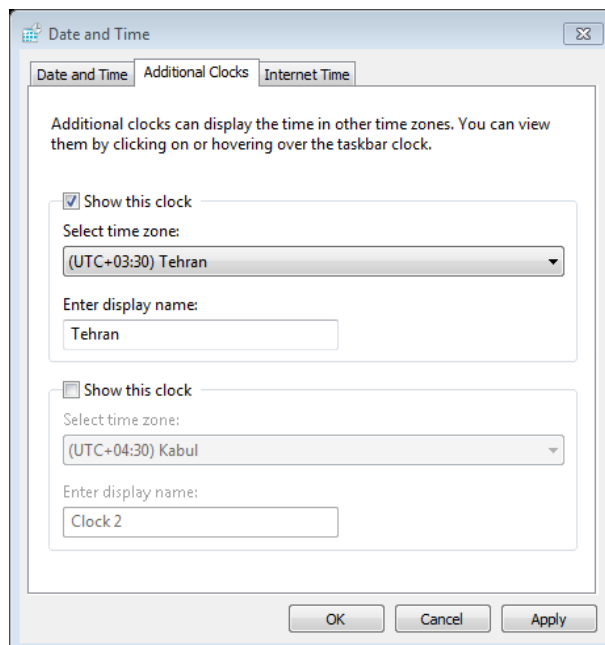 Date and Time
Date and Time Additional Clocks Internet Time
Additional clocks can display the time in other time zones. You can view
them by clicking on or hovering over the taskbar clock.
Show this clock
Select time zone:
(UTC+03:30) Tehran
Enter display name:
Tehran
Show this clock
Select time zone:
(UTC+04:30) Kabul
Enter display name:
Clock 2
OK Cancel Apply